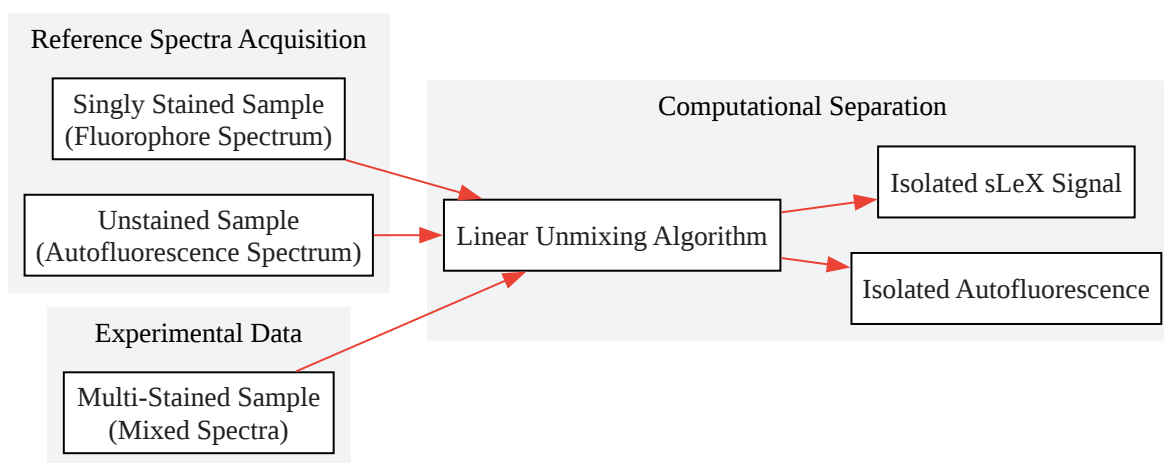 Reference Spectra Acquisition
Singly Stained Sample
(Fluorophore Spectrum)
Unstained Sample
(Autofluorescence Spectrum)
Experimental Data
Multi-Stained Sample
(Mixed Spectra)
Computational Separation
Linear Unmixing Algorithm
Isolated sLeX Signal
Isolated Autofluorescence